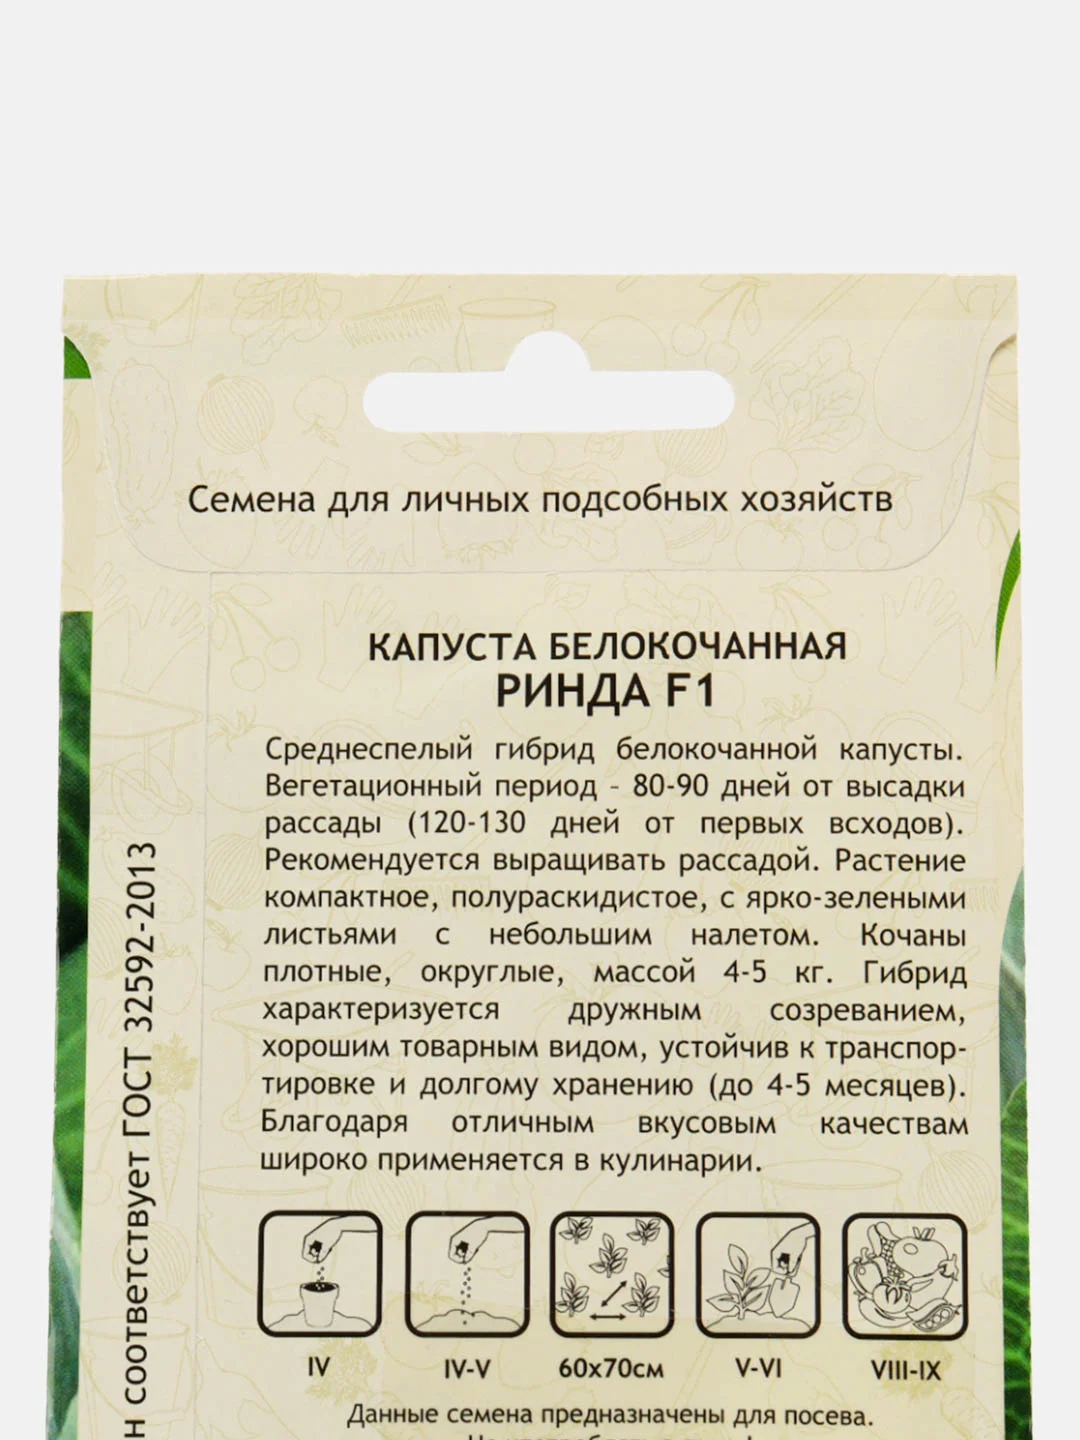 Семена для личных подсобных хозяйств
КАПУСТА БЕЛОКОЧАННАЯ
РИНДА F1
Среднеспелый гибрид белокочанной капусты.
Вегетационный период – 80-90 дней от высадки
рассады (120-130 дней от первых всходов).
Рекомендуется выращивать рассадой. Растение
компактное, полураскидистое, с ярко-зелеными
листьями с небольшим налетом. Кочаны
плотные, округлые, массой 4-5 кг. Гибрид
характеризуется дружным созреванием,
хорошим товарным видом, устойчив к транспор-
тировке и долгому хранению (до 4-5 месяцев).
Благодаря отличным вкусовым качествам
широко применяется в кулинарии.
IV
IV-V
60х70см
V-VI
VIII-IX
Данные семена предназначены для посева.
н соответствует ГОСТ 32592-2013